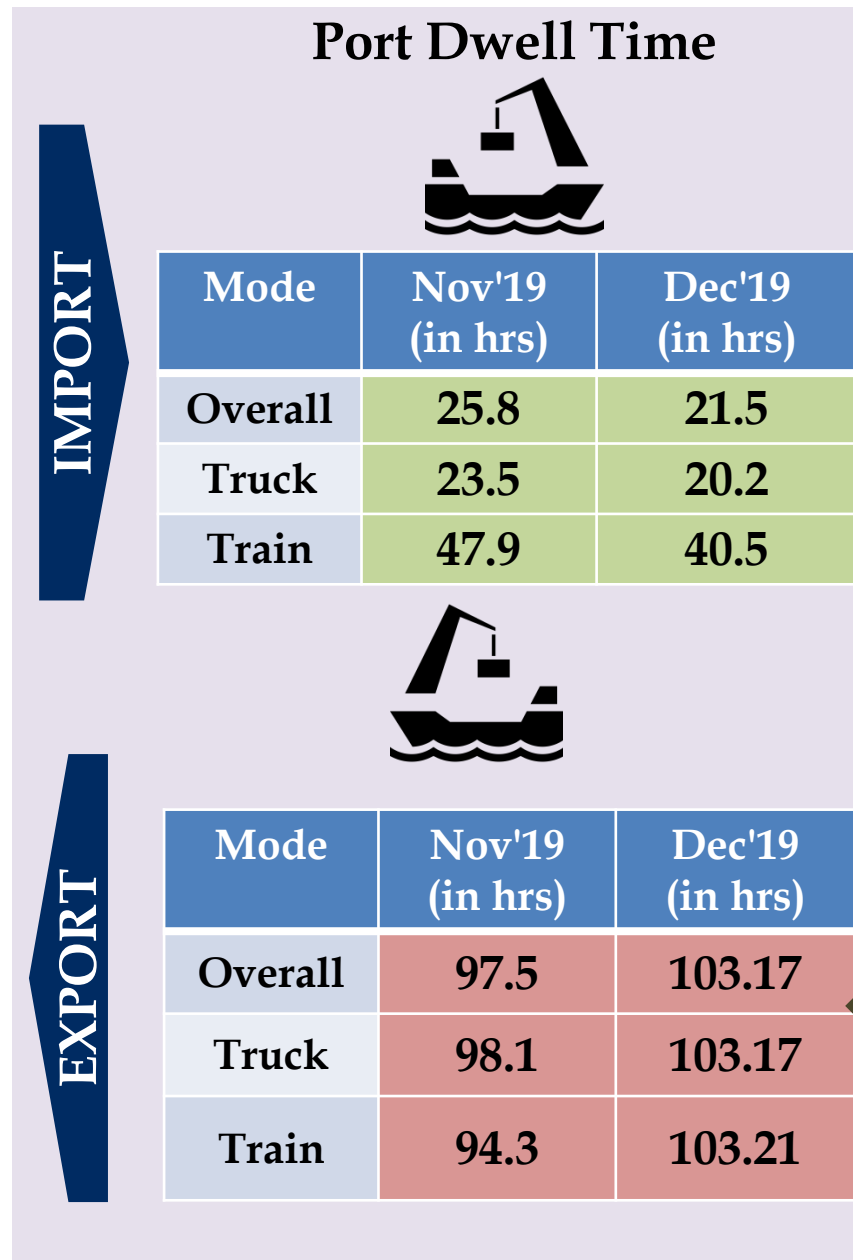 Port Dwell Time
IMPORT
Mode Nov'19 Dec'19
(in hrs) (in hrs)
Overall 25.8 21.5
Truck 23.5 20.2
Train 47.9 40.5
EXPORT
Mode Nov'19 Dec'19
(in hrs) (in hrs)
Overall 97.5 103.17
Truck 98.1 103.17
Train 94.3 103.21